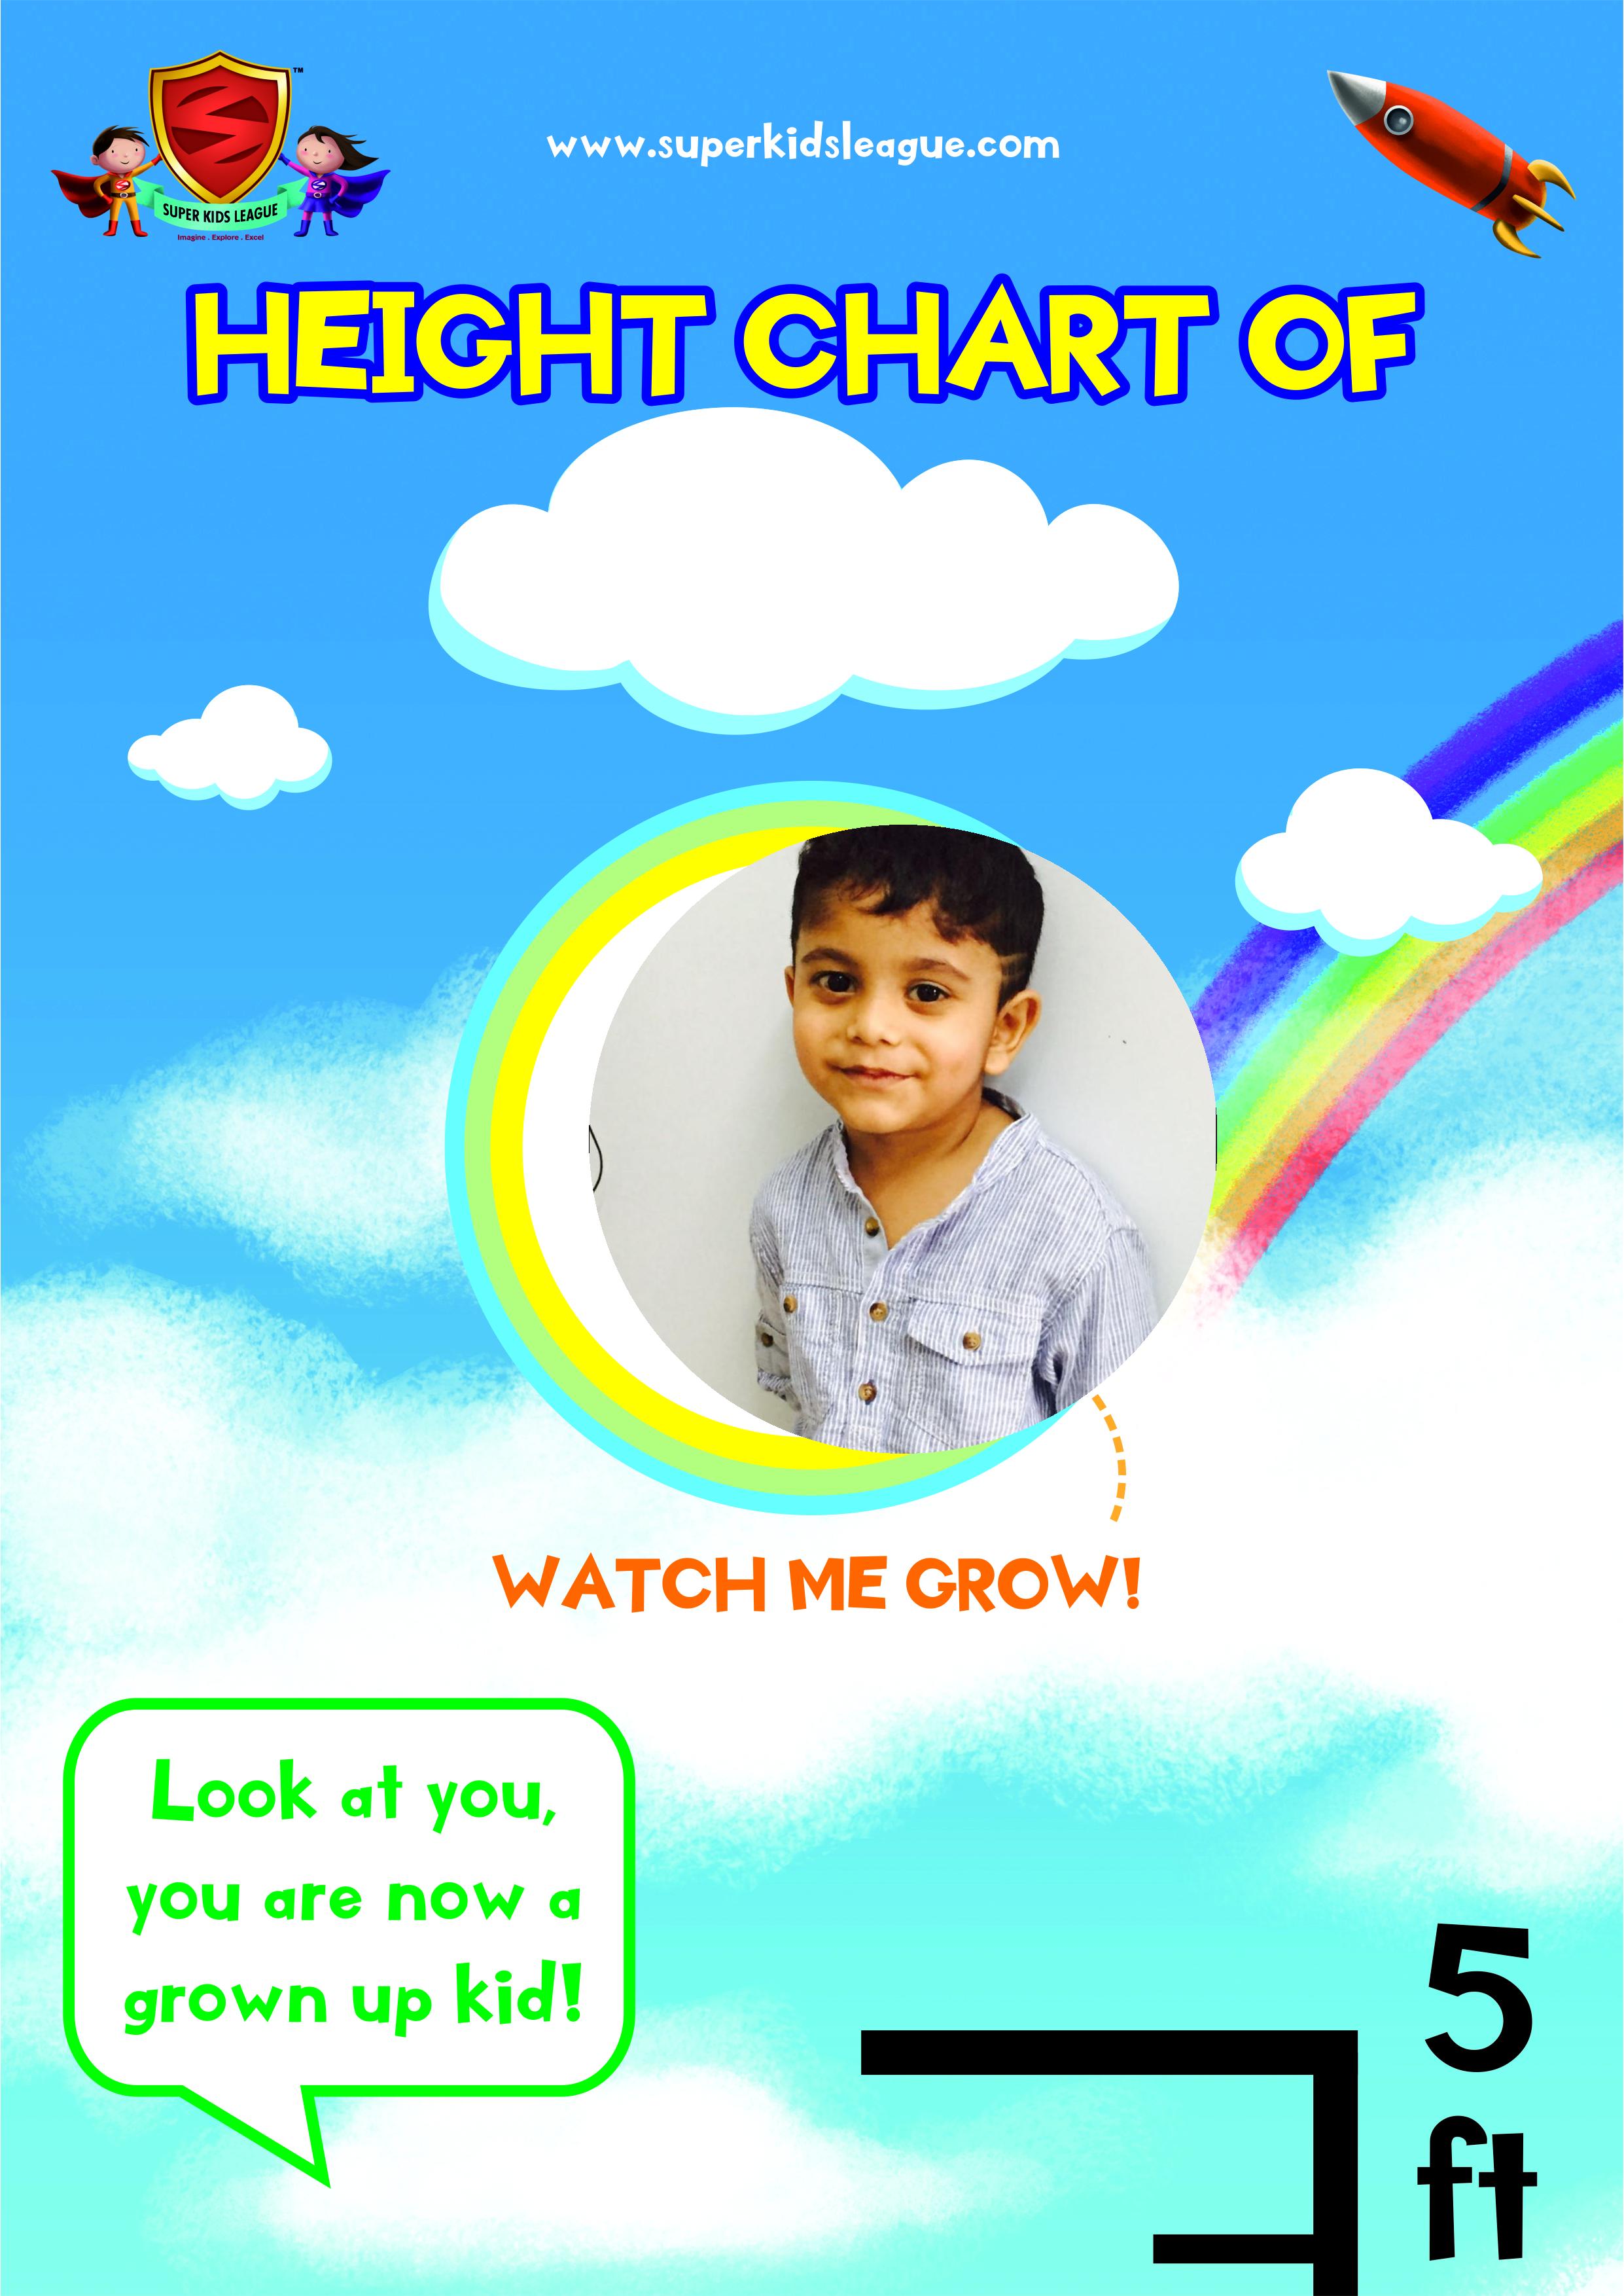 TM
SUPER KIDS LEAGUE
Imagine . Explore . Excel
www.superkidsleague.com
HEIGHT CHART OF
WATCH ME GROW!
Look at you,
you are now a
grown up kid!
5
ft